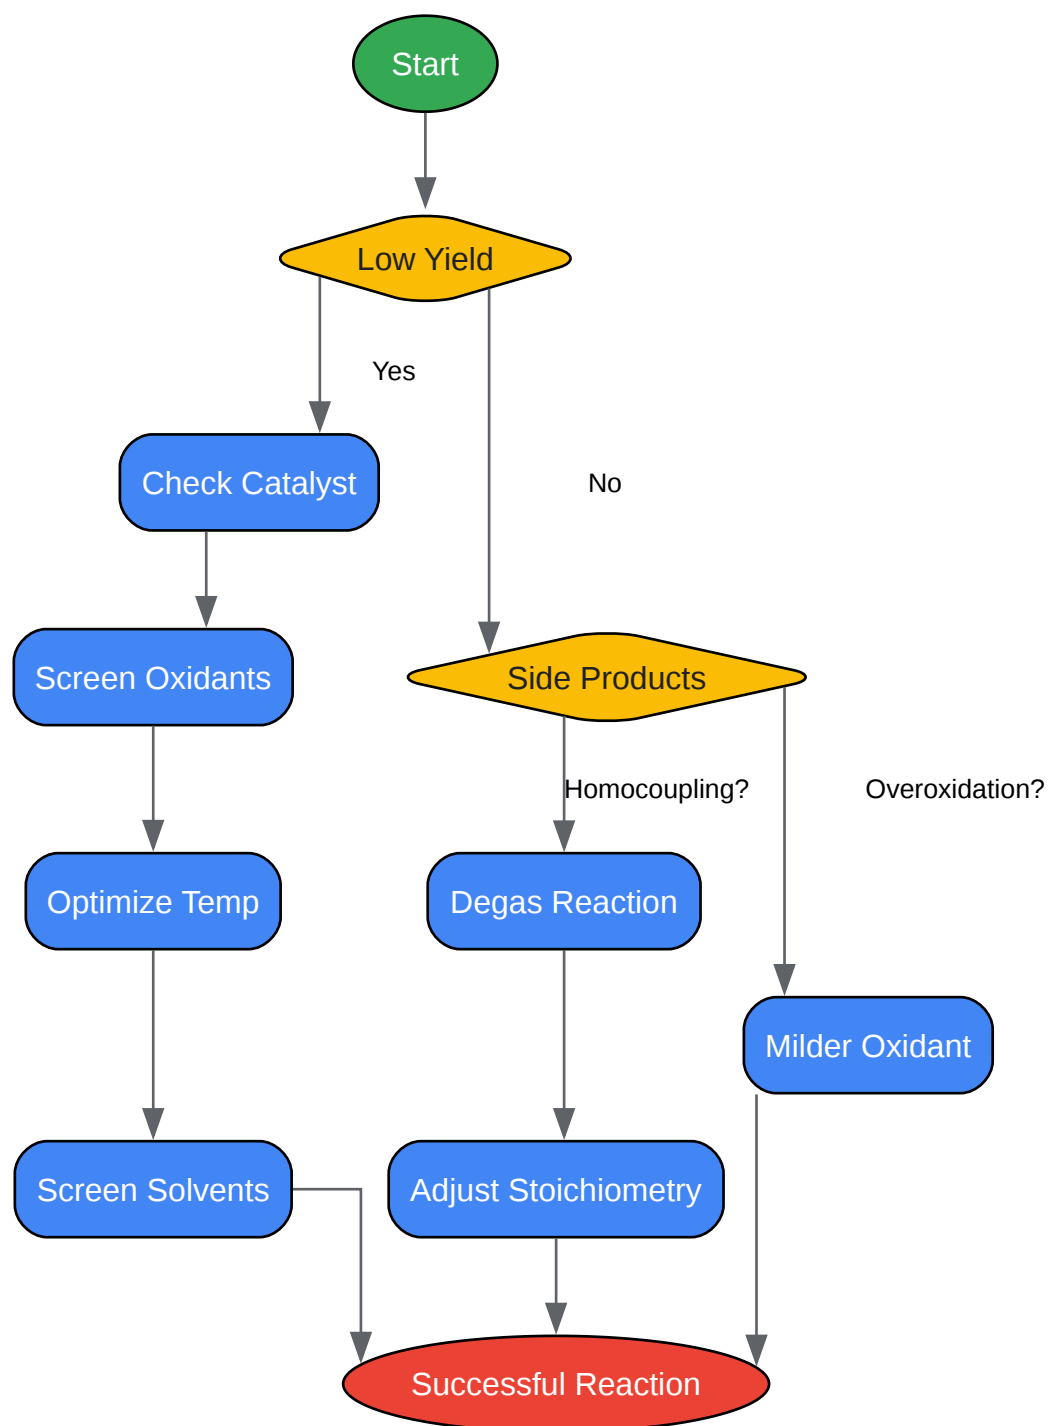 Start
Low Yield
Yes
Check Catalyst
No
Screen Oxidants
Side Products
Homocoupling?
Overoxidation?
Optimize Temp
Degas Reaction
Milder Oxidant
Screen Solvents
Adjust Stoichiometry
Successful Reaction